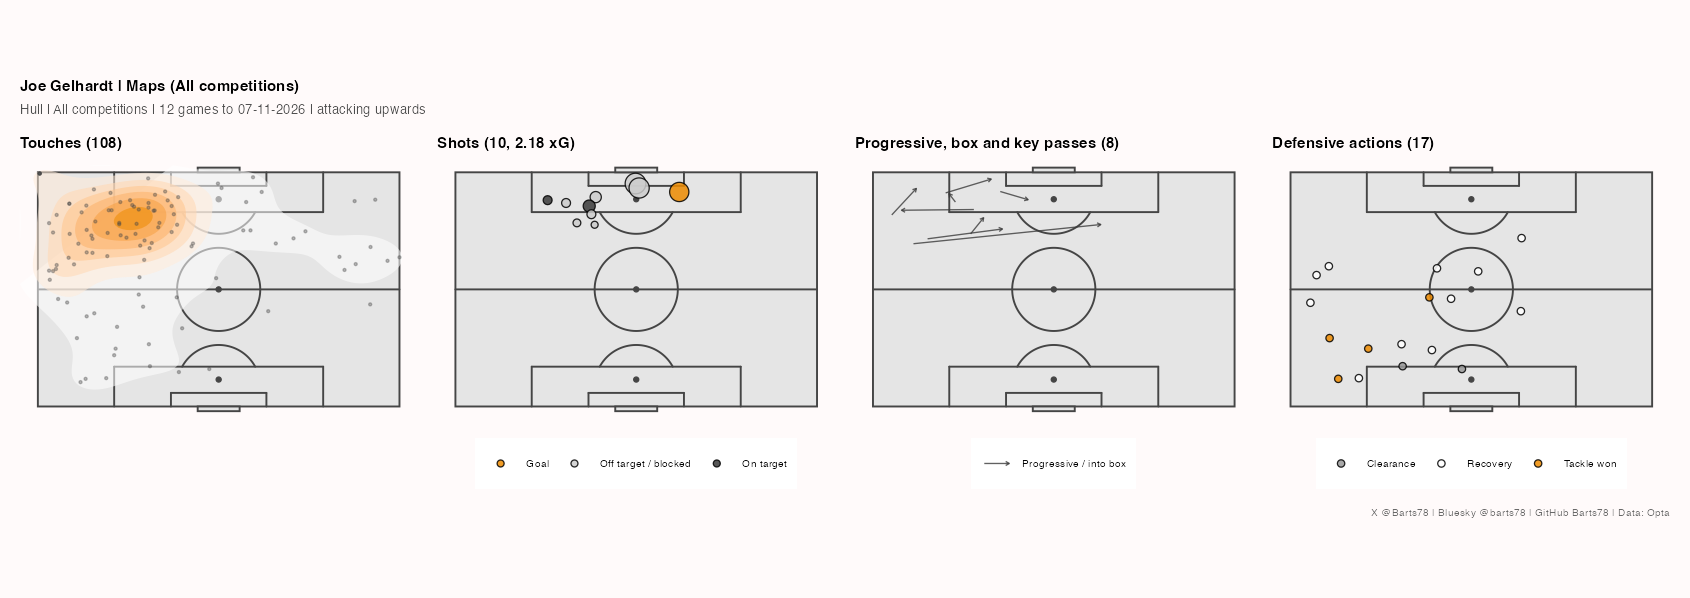 Joe Gelhardt | Maps (All competitions)
Hull | All competitions | 12 games to 07-11-2026 | attacking upwards
Touches (108)
Shots (10, 2.18 xG)
Progressive, box and key passes (8)
Defensive actions (17)
Goal
Off target / blocked
On target
Progressive / into box
Clearance
Recovery
Tackle won
X @Barts78 | Bluesky @barts78 | GitHub Barts78 | Data: Opta